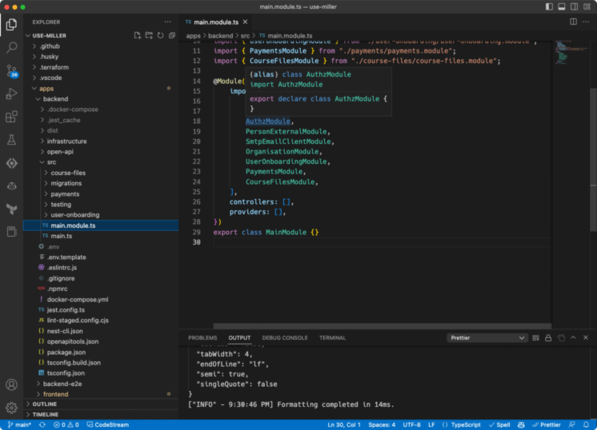 main.module.ts — use-miller
EXPLORER
USE-MILLER
.github
.husky
.terraform
.vscode
apps
backend
.docker-compose
.jest_cache
dist
infrastructure
open-api
src
course-files
migrations
payments
testing
user-onboarding
TS main.module.ts
TS main.ts
.env
.env.template
.eslintrc.js
.gitignore
.npmrc
docker-compose.yml
TS jest.config.ts
lint-staged.config.cjs
{} nest-cli.json
{} openapitools.json
{} package.json
{} tsconfig.build.json
tsconfig.json
backend-e2e
frontend
OUTLINE
TIMELINE
TS main.module.ts
apps > backend > src > TS main.module.ts
11 import { PaymentsModule } from "./payments/payments.module";
12 import { CourseFilesModule } from "./course-files/course-files.module";
13
14 @Module(
15 impo
(alias) class AuthzModule
import AuthzModule
export declare class AuthzModule {
}
18 AuthzModule,
19 PersonExternalModule,
20 SmtpEmailClientModule,
21 OrganisationModule,
22 UserOnboardingModule,
23 PaymentsModule,
24 CourseFilesModule,
25 ],
26 controllers: [],
27 providers: [],
28 })
29 export class MainModule {}
30
PROBLEMS OUTPUT DEBUG CONSOLE TERMINAL
Prettier
"tabWidth": 4,
"endOfLine": "lf",
"semi": true,
"singleQuote": false
}
["INFO" - 9:30:46 PM] Formatting completed in 14ms.
main* 0 0 CodeStream Ln 30, Col 1 Spaces: 4 UTF-8 LF {} TypeScript Spell Prettier